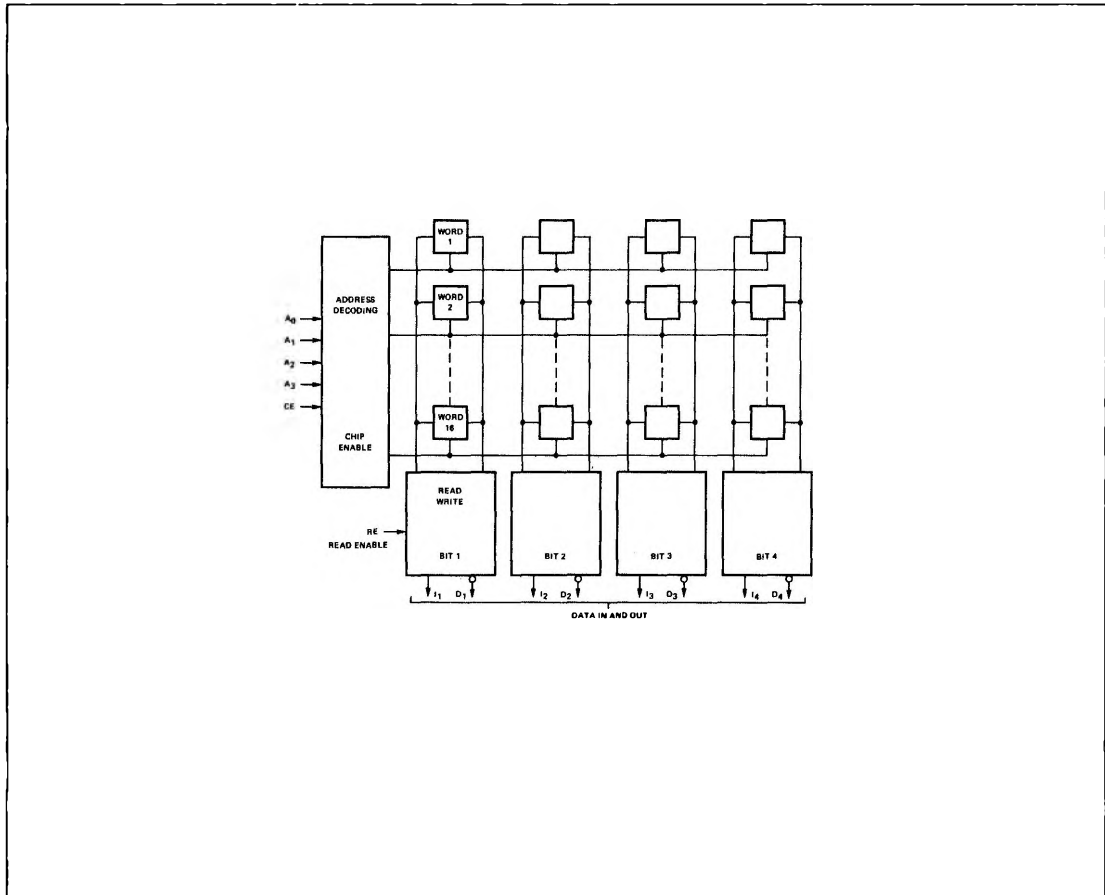 WORD
1
ADDRESS
DECODING
WORD
2
A0
A1
A2
A3
CE
WORD
16
CHIP
ENABLE
READ
WRITE
RE
READ ENABLE
BIT 1
BIT 2
BIT 3
BIT 4
I1 D1 I2 D2 I3 D3 I4 D4
DATA IN AND OUT